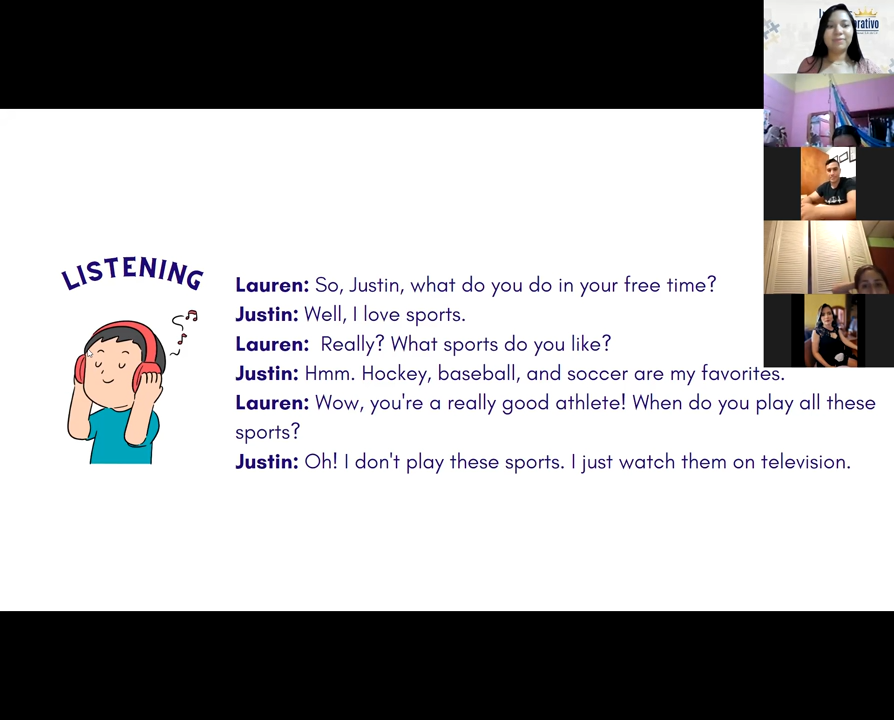 LISTENING
Lauren: So, Justin, what do you do in your free time?
Justin: Well, I love sports.
Lauren: Really? What sports do you like?
Justin: Hmm. Hockey, baseball, and soccer are my favorites.
Lauren: Wow, you're a really good athlete! When do you play all these
sports?
Justin: Oh! I don't play these sports. I just watch them on television.